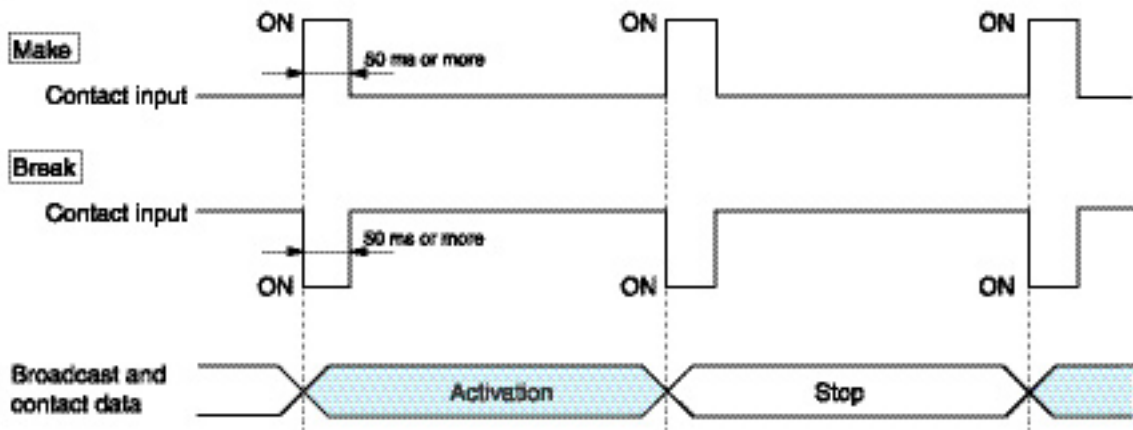 ON ON ON
Make
50 ms or more
Contact input
Break
Contact input
50 ms or more
ON ON ON
Broadcast and
contact data
Activation Stop